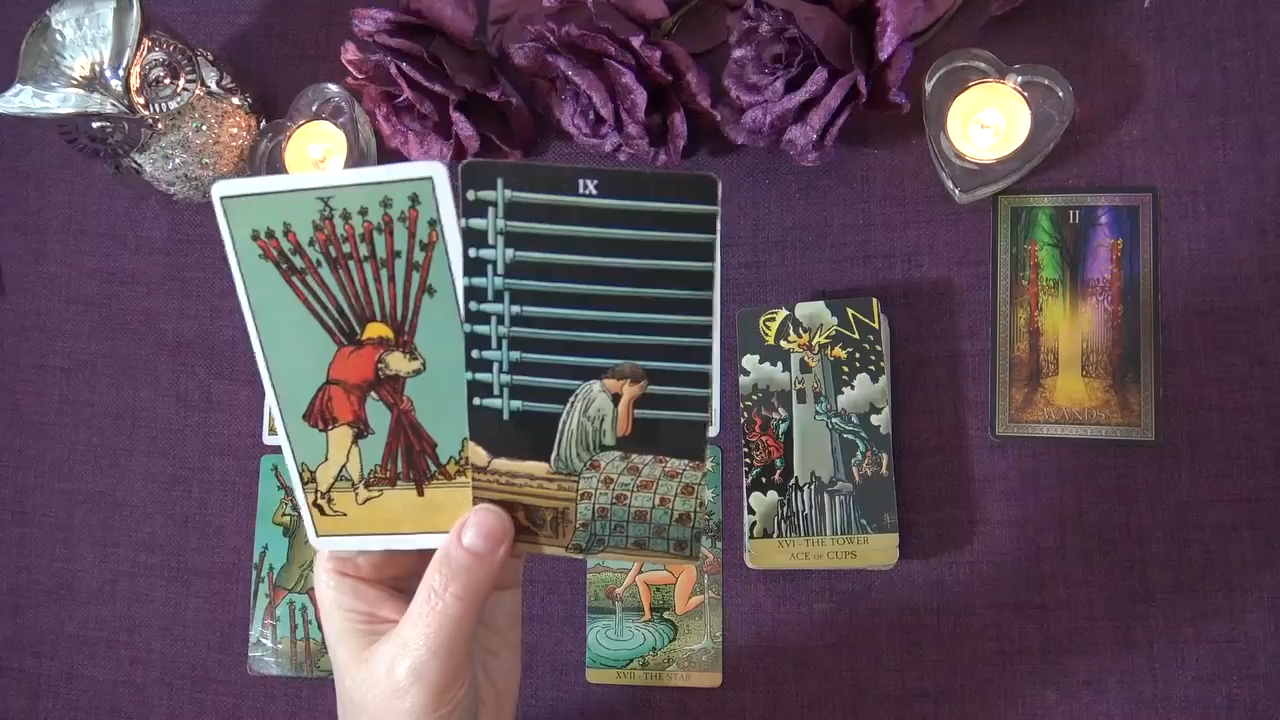 X
IX
II
WANDS
XVI - THE TOWER
ACE OF CUPS
XVII - THE STAR